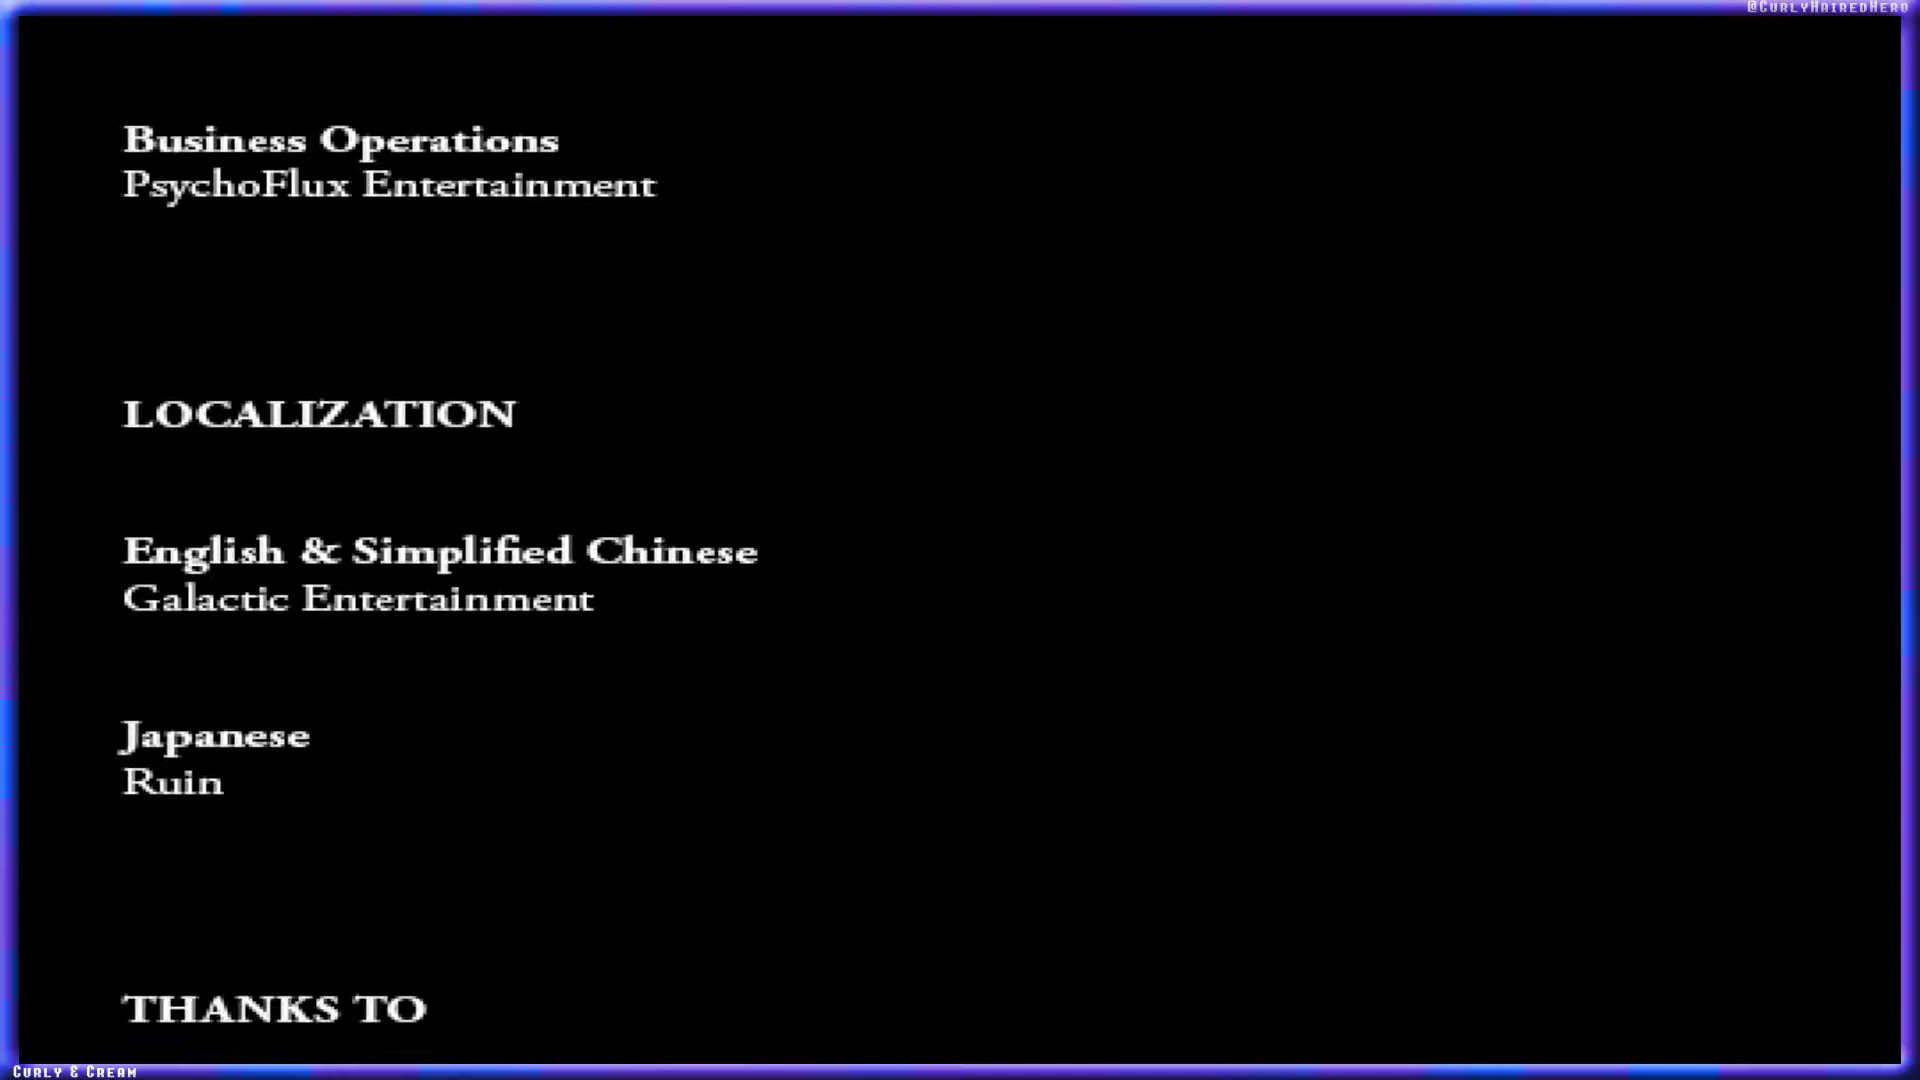 @CurlyHairedHero
Business Operations
PsychoFlux Entertainment
LOCALIZATION
English & Simplified Chinese
Galactic Entertainment
Japanese
Ruin
THANKS TO
Curly & Cream